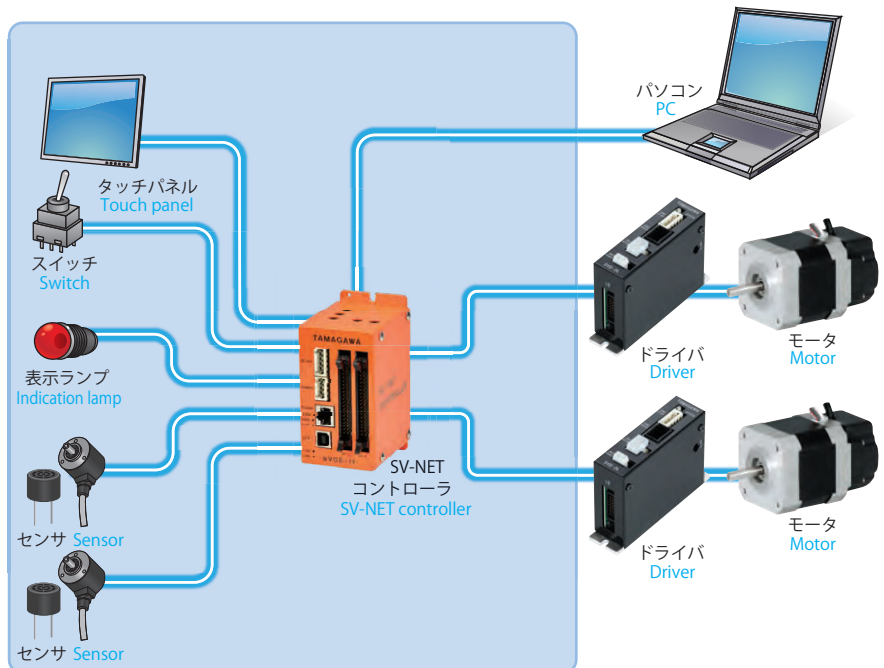 パソコン
PC
タッチパネル
Touch panel
スイッチ
Switch
TAMAGAWA
表示ランプ
Indication lamp
ドライバ
Driver
モータ
Motor
SV-NET
コントローラ
SV-NET controller
センサ Sensor
ドライバ
Driver
モータ
Motor
センサ Sensor